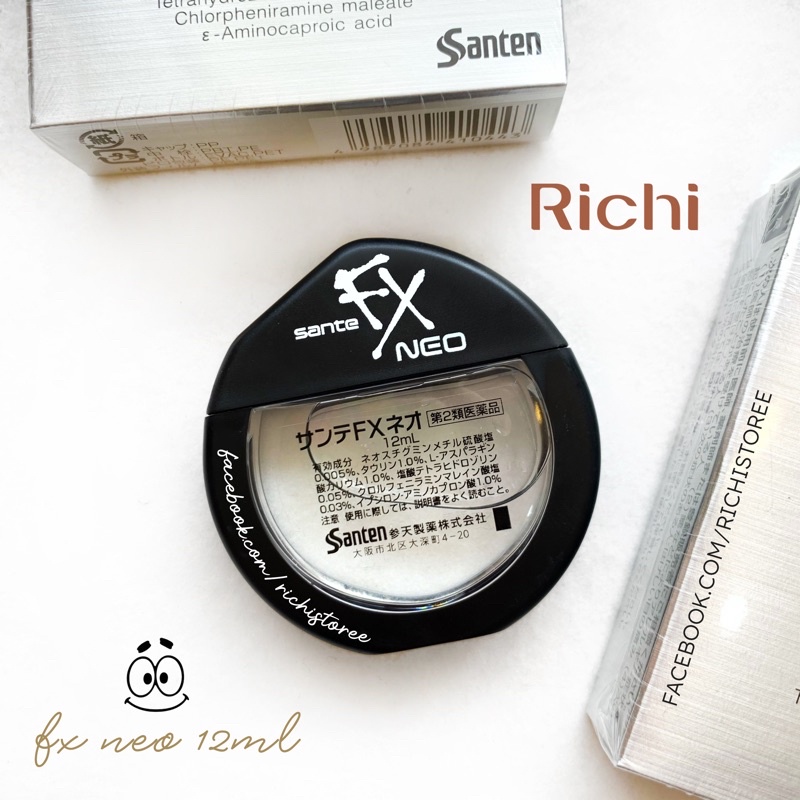 Chlorpheniramine maleate
ε-Aminocaproic acid
Santen
紙
箱
キャップ:PP
Richi
sante FX
NEO
サンテFXネオ 第2類医薬品
12mL
有効成分 ネオスチグミンメチル硫酸塩
0.005%、タウリン1.0%、L-アスパラギン
酸カリウム1.0%、塩酸テトラヒドロゾリン
0.05%、クロルフェニラミンマレイン酸塩
0.03%、イプシロン-アミノカプロン酸1.0%
注意 使用に際しては、説明書をよく読むこと。
Santen 参天製薬株式会社
大阪市北区大深町4-20
facebook.com/richistoree
FACEBOOK.COM/RICHISTOREE
fx neo 12ml